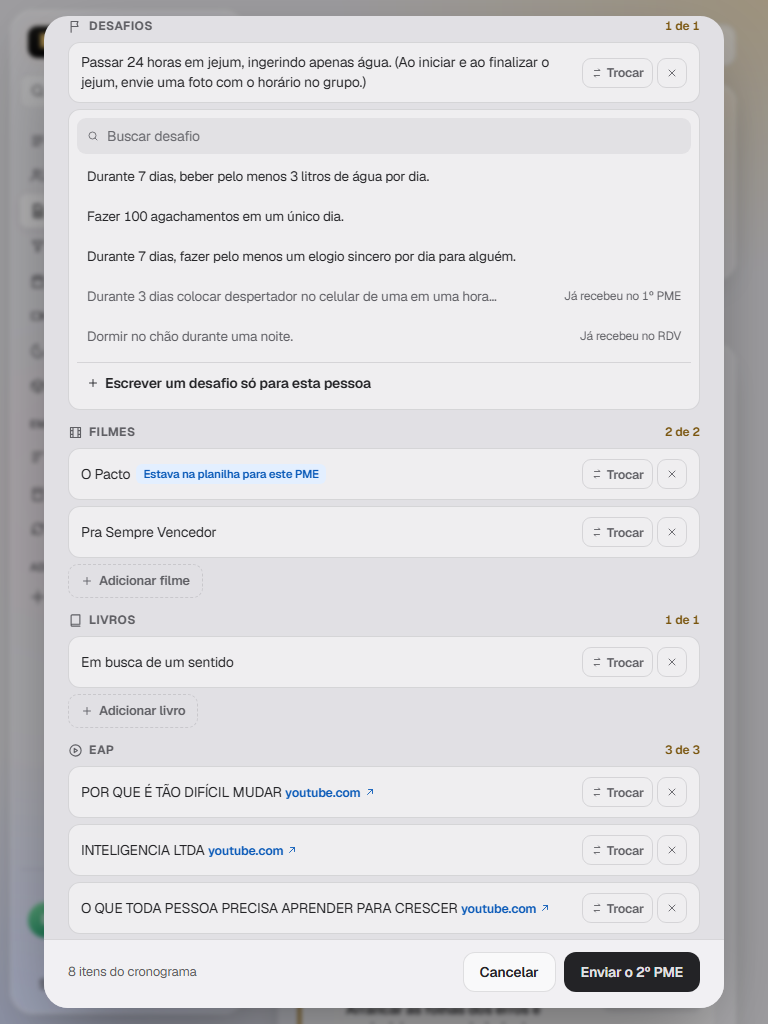 DESAFIOS 1 de 1
Passar 24 horas em jejum, ingerindo apenas água. (Ao iniciar e ao finalizar o
jejum, envie uma foto com o horário no grupo.)
Trocar
Buscar desafio
Durante 7 dias, beber pelo menos 3 litros de água por dia.
Fazer 100 agachamentos em um único dia.
Durante 7 dias, fazer pelo menos um elogio sincero por dia para alguém.
Durante 3 dias colocar despertador no celular de uma em uma hora... Já recebeu no 1º PME
Dormir no chão durante uma noite. Já recebeu no RDV
+ Escrever um desafio só para esta pessoa
FILMES 2 de 2
O Pacto Estava na planilha para este PME Trocar
Pra Sempre Vencedor Trocar
+ Adicionar filme
LIVROS 1 de 1
Em busca de um sentido Trocar
+ Adicionar livro
EAP 3 de 3
POR QUE É TÃO DIFÍCIL MUDAR youtube.com ↗ Trocar
INTELIGENCIA LTDA youtube.com ↗ Trocar
O QUE TODA PESSOA PRECISA APRENDER PARA CRESCER youtube.com ↗ Trocar
8 itens do cronograma Cancelar Enviar o 2º PME